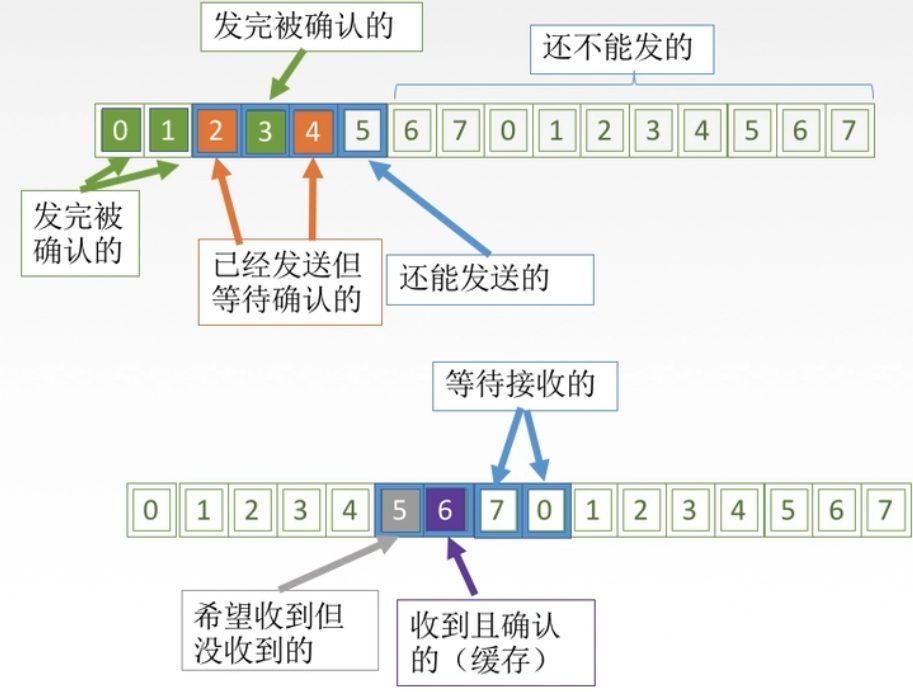 发完被确认的
还不能发的
0 1 2 3 4 5 6 7 0 1 2 3 4 5 6 7
发完被
确认的
已经发送但
等待确认的
还能发送的
等待接收的
0 1 2 3 4 5 6 7 0 1 2 3 4 5 6 7
希望收到但
没收到的
收到且确认
的（缓存）